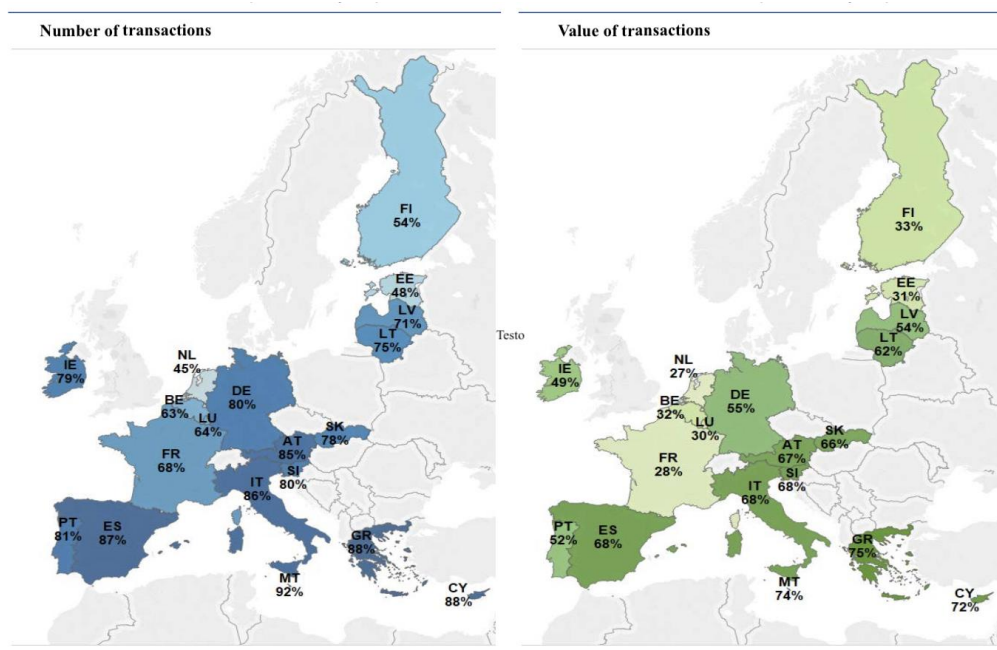 Number of transactions
FI
54%
EE
48%
LV
71%
LT
75%
IE
79%
NL
45%
BE
63%
LU
64%
DE
80%
SK
78%
AT
85%
SI
80%
FR
68%
IT
86%
PT
81%
ES
87%
GR
88%
MT
92%
CY
88%
Testo
Value of transactions
FI
33%
EE
31%
LV
54%
LT
62%
IE
49%
NL
27%
BE
32%
LU
30%
DE
55%
SK
66%
AT
67%
SI
68%
FR
28%
IT
68%
PT
52%
ES
68%
GR
75%
MT
74%
CY
72%